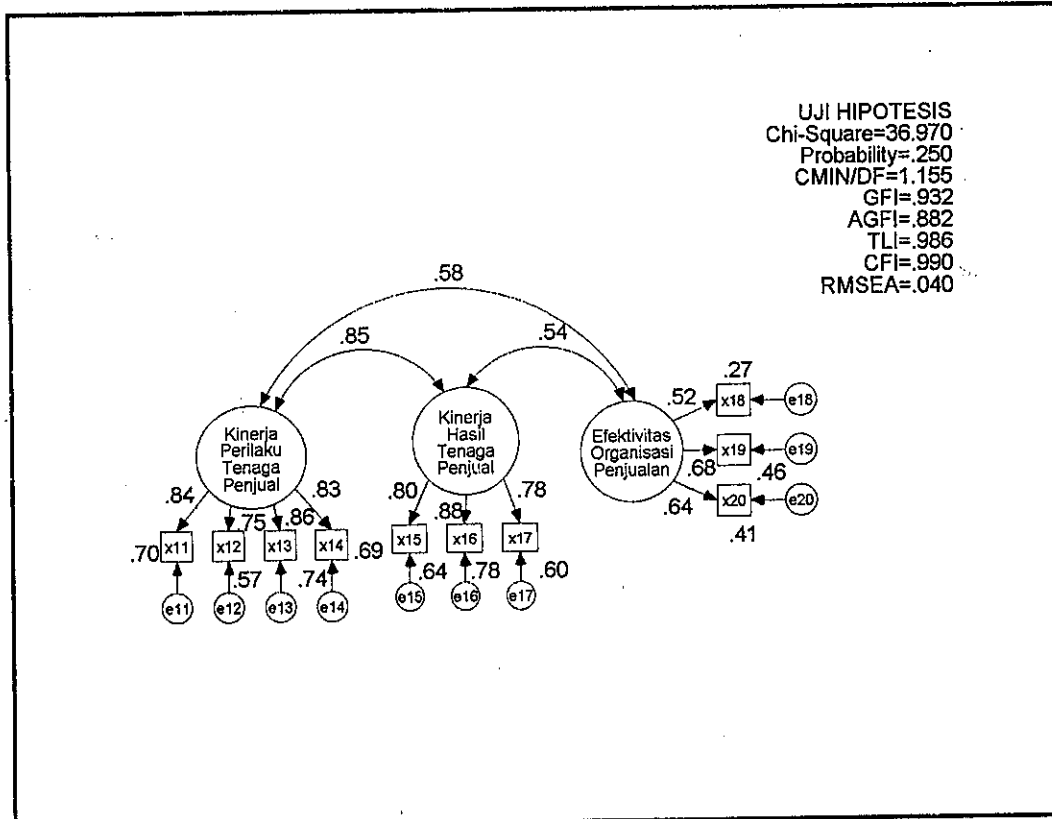 UJI HIPOTESIS
Chi-Square=36.970
Probability=.250
CMIN/DF=1.155
GFI=.932
AGFI=.882
TLI=.986
CFI=.990
RMSEA=.040
.58
.85
.54
Kinerja
Perilaku
Tenaga
Penjual
Kinerja
Hasil
Tenaga
Penjual
Efektivitas
Organisasi
Penjualan
.27
.52
x18
e18
.68
x19
.46
e19
.64
x20
e20
.41
.84
.75
.86
.83
.70
x11
x12
x13
x14
.69
.57
.74
e11
e12
e13
e14
.80
.88
.78
x15
x16
x17
.64
.78
.60
e15
e16
e17